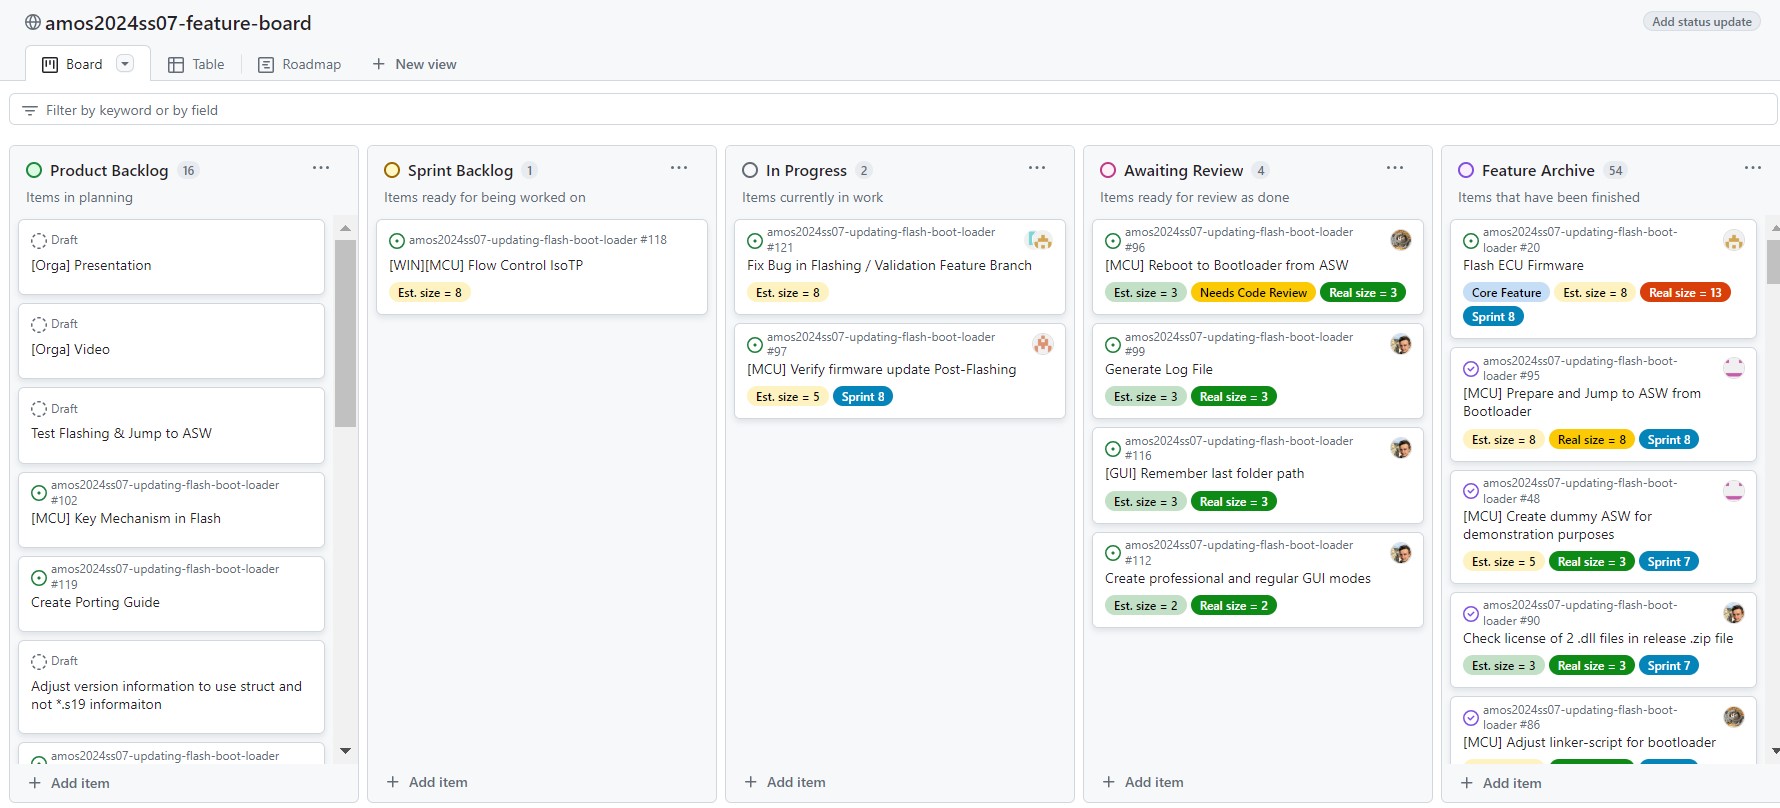 amos2024ss07-feature-board
Add status update
Board
Table
Roadmap
New view
Filter by keyword or by field
Product Backlog 16
Items in planning
Draft
[Orga] Presentation
Draft
[Orga] Video
Draft
Test Flashing & Jump to ASW
amos2024ss07-updating-flash-boot-loader
#102
[MCU] Key Mechanism in Flash
amos2024ss07-updating-flash-boot-loader
#119
Create Porting Guide
Draft
Adjust version information to use struct and
not *.s19 informaiton
amos2024ss07-updating-flash-boot-loader
Add item
Sprint Backlog 1
Items ready for being worked on
amos2024ss07-updating-flash-boot-loader #118
[WIN][MCU] Flow Control IsoTP
Est. size = 8
Add item
In Progress 2
Items currently in work
amos2024ss07-updating-flash-boot-loader
#121
Fix Bug in Flashing / Validation Feature Branch
Est. size = 8
amos2024ss07-updating-flash-boot-loader
#97
[MCU] Verify firmware update Post-Flashing
Est. size = 5 Sprint 8
Add item
Awaiting Review 4
Items ready for review as done
amos2024ss07-updating-flash-boot-loader
#96
[MCU] Reboot to Bootloader from ASW
Est. size = 3 Needs Code Review Real size = 3
amos2024ss07-updating-flash-boot-loader
#99
Generate Log File
Est. size = 3 Real size = 3
amos2024ss07-updating-flash-boot-loader
#116
[GUI] Remember last folder path
Est. size = 3 Real size = 3
amos2024ss07-updating-flash-boot-loader
#112
Create professional and regular GUI modes
Est. size = 2 Real size = 2
Add item
Feature Archive 54
Items that have been finished
amos2024ss07-updating-flash-boot-
loader #20
Flash ECU Firmware
Core Feature Est. size = 8 Real size = 13
Sprint 8
amos2024ss07-updating-flash-boot-
loader #95
[MCU] Prepare and Jump to ASW from
Bootloader
Est. size = 8 Real size = 8 Sprint 8
amos2024ss07-updating-flash-boot-
loader #48
[MCU] Create dummy ASW for
demonstration purposes
Est. size = 5 Real size = 3 Sprint 7
amos2024ss07-updating-flash-boot-
loader #90
Check license of 2 .dll files in release .zip file
Est. size = 3 Real size = 3 Sprint 7
amos2024ss07-updating-flash-boot-
loader #86
[MCU] Adjust linker-script for bootloader
Add item